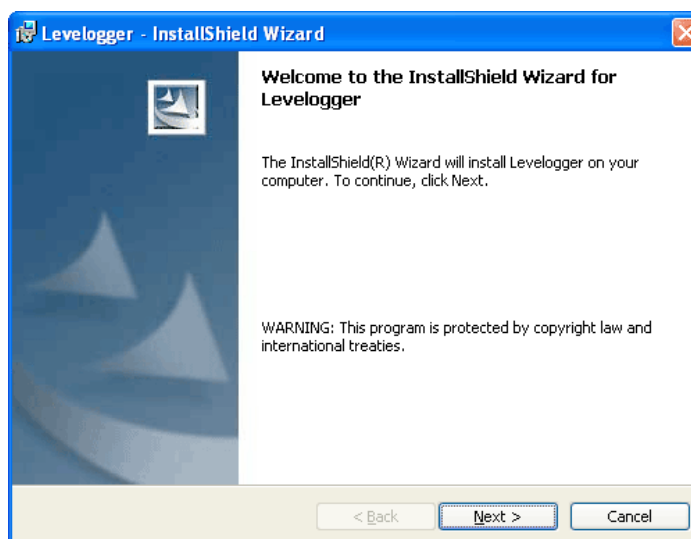 Levelogger - InstallShield Wizard
Welcome to the InstallShield Wizard for
Levelogger
The InstallShield(R) Wizard will install Levelogger on your
computer. To continue, click Next.
WARNING: This program is protected by copyright law and
international treaties.
< Back
Next >
Cancel